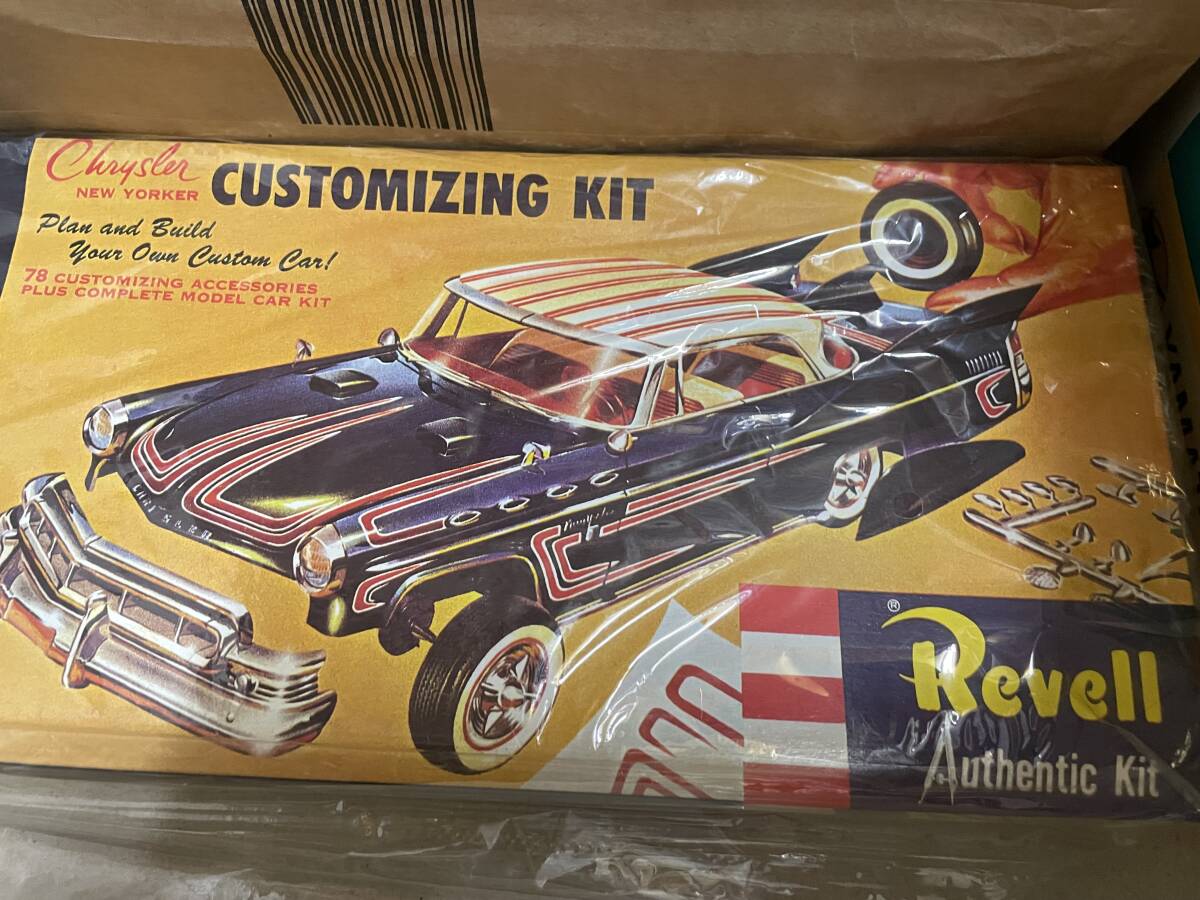 Chrysler
NEW YORKER
CUSTOMIZING KIT
Plan and Build
Your Own Custom Car!
78 CUSTOMIZING ACCESSORIES
PLUS COMPLETE MODEL CAR KIT
CHRYSLER
®
Revell
Authentic Kit